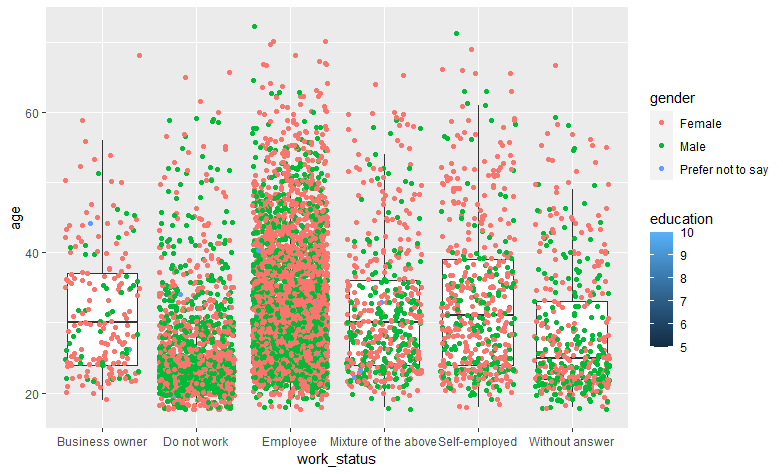 gender
Female
Male
Prefer not to say
education
10
9
8
7
6
5
age
60
40
20
Business owner Do not work Employee Mixture of the above Self-employed Without answer
work_status